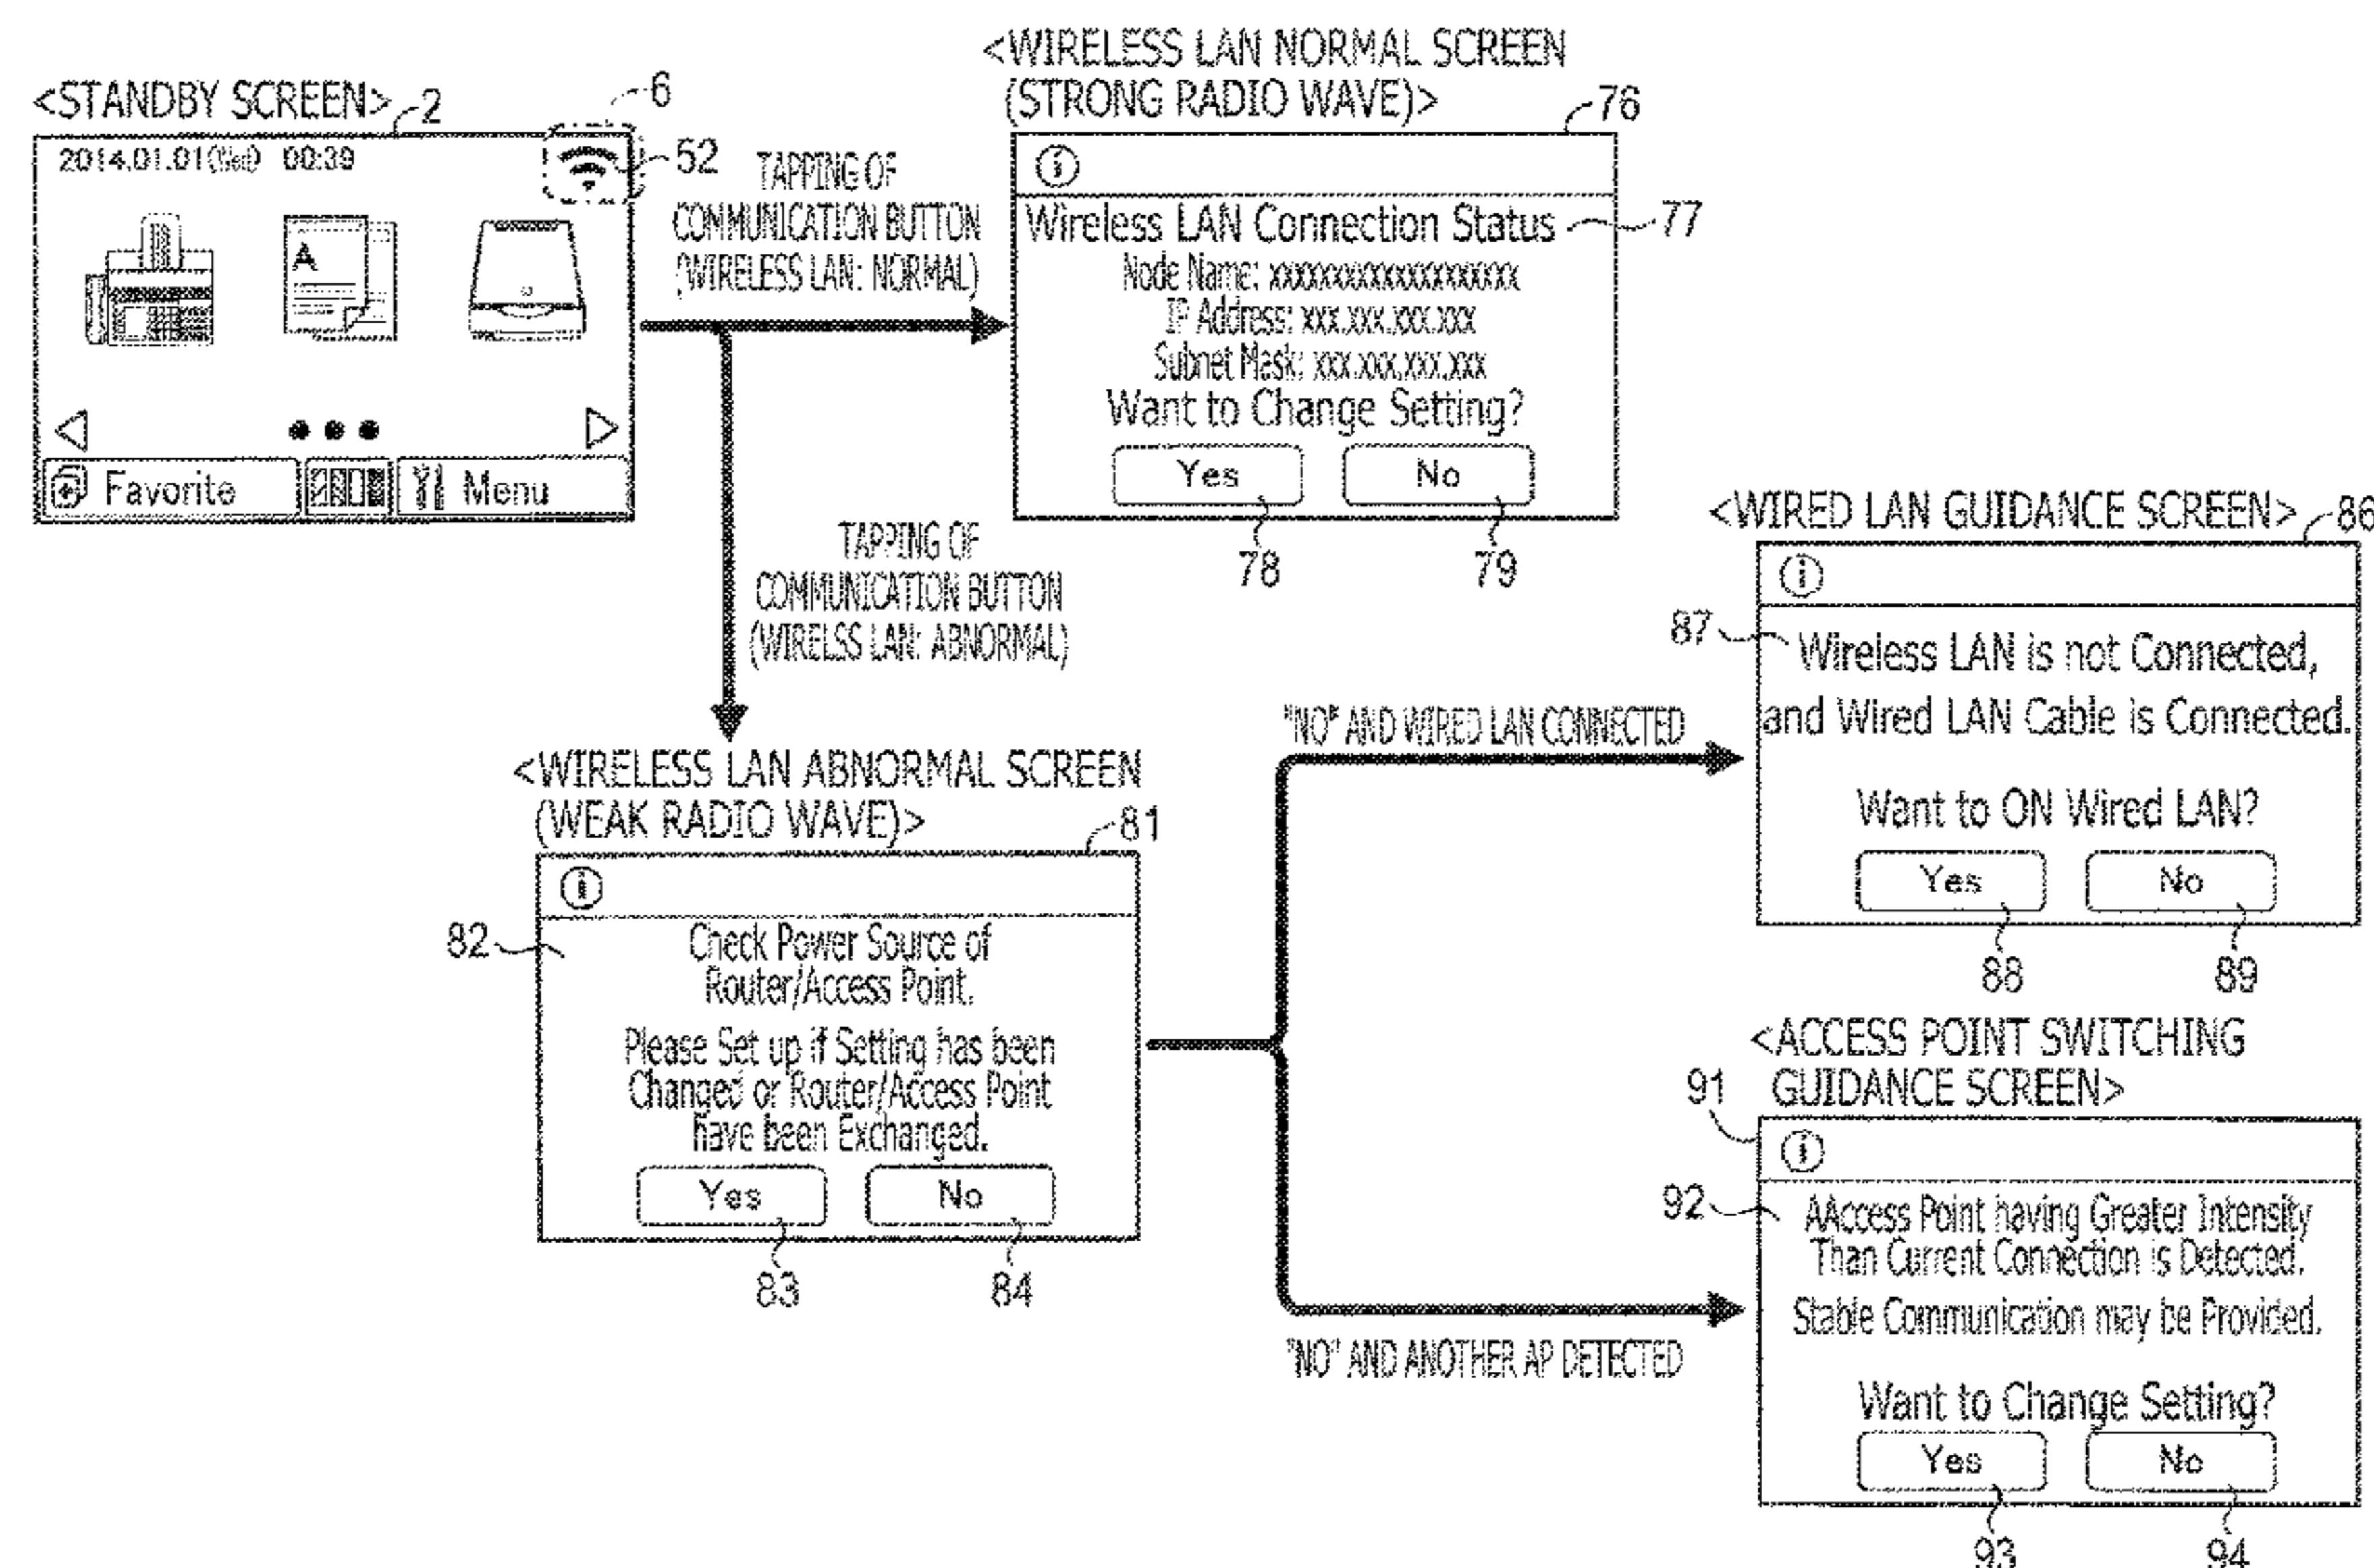 <STANDBY SCREEN>
2
6
52
2014.01.01(Wed) 00:39
A
Favorite
Menu
TAPPING OF
COMMUNICATION BUTTON
(WIRELESS LAN: NORMAL)
<WIRELESS LAN NORMAL SCREEN
(STRONG RADIO WAVE)>
76
i
Wireless LAN Connection Status
77
Node Name: xxxxxxxxxxxxxxxxxxx
IP Address: xxx.xxx.xxx.xxx
Subnet Mask: xxx.xxx.xxx.xxx
Want to Change Setting?
Yes
No
78
79
TAPPING OF
COMMUNICATION BUTTON
(WIRELSS LAN: ABNORMAL)
<WIRELESS LAN ABNORMAL SCREEN
(WEAK RADIO WAVE)>
81
i
82
Check Power Source of
Router/Access Point.
Please Set up if Setting has been
Changed or Router/Access Point
have been Exchanged.
Yes
No
83
84
"NO" AND WIRED LAN CONNECTED
<WIRED LAN GUIDANCE SCREEN>
86
i
87
Wireless LAN is not Connected,
and Wired LAN Cable is Connected.
Want to ON Wired LAN?
Yes
No
88
89
"NO" AND ANOTHER AP DETECTED
<ACCESS POINT SWITCHING
GUIDANCE SCREEN>
91
i
92
AAccess Point having Greater Intensity
Than Current Connection is Detected.
Stable Communication may be Provided.
Want to Change Setting?
Yes
No
93
94